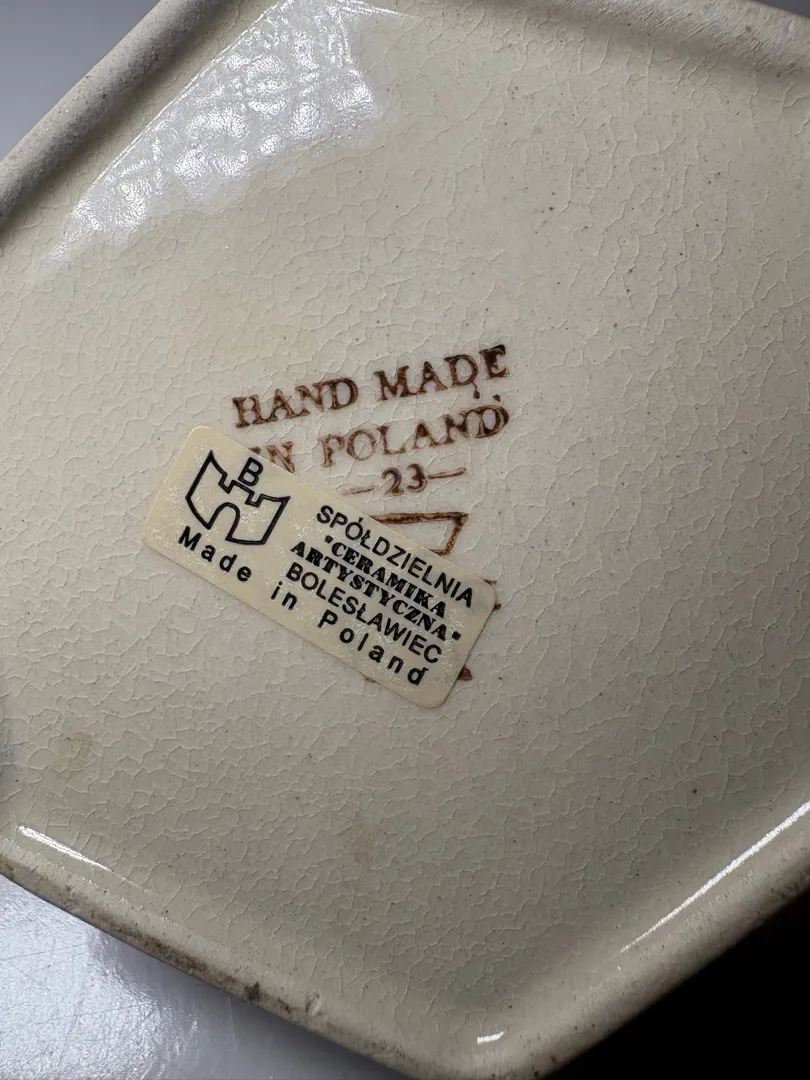 HAND MADE
IN POLAND
—23—
B
SPÓŁDZIELNIA
"CERAMIKA
ARTYSTYCZNA"
BOLESŁAWIEC
Made in Poland